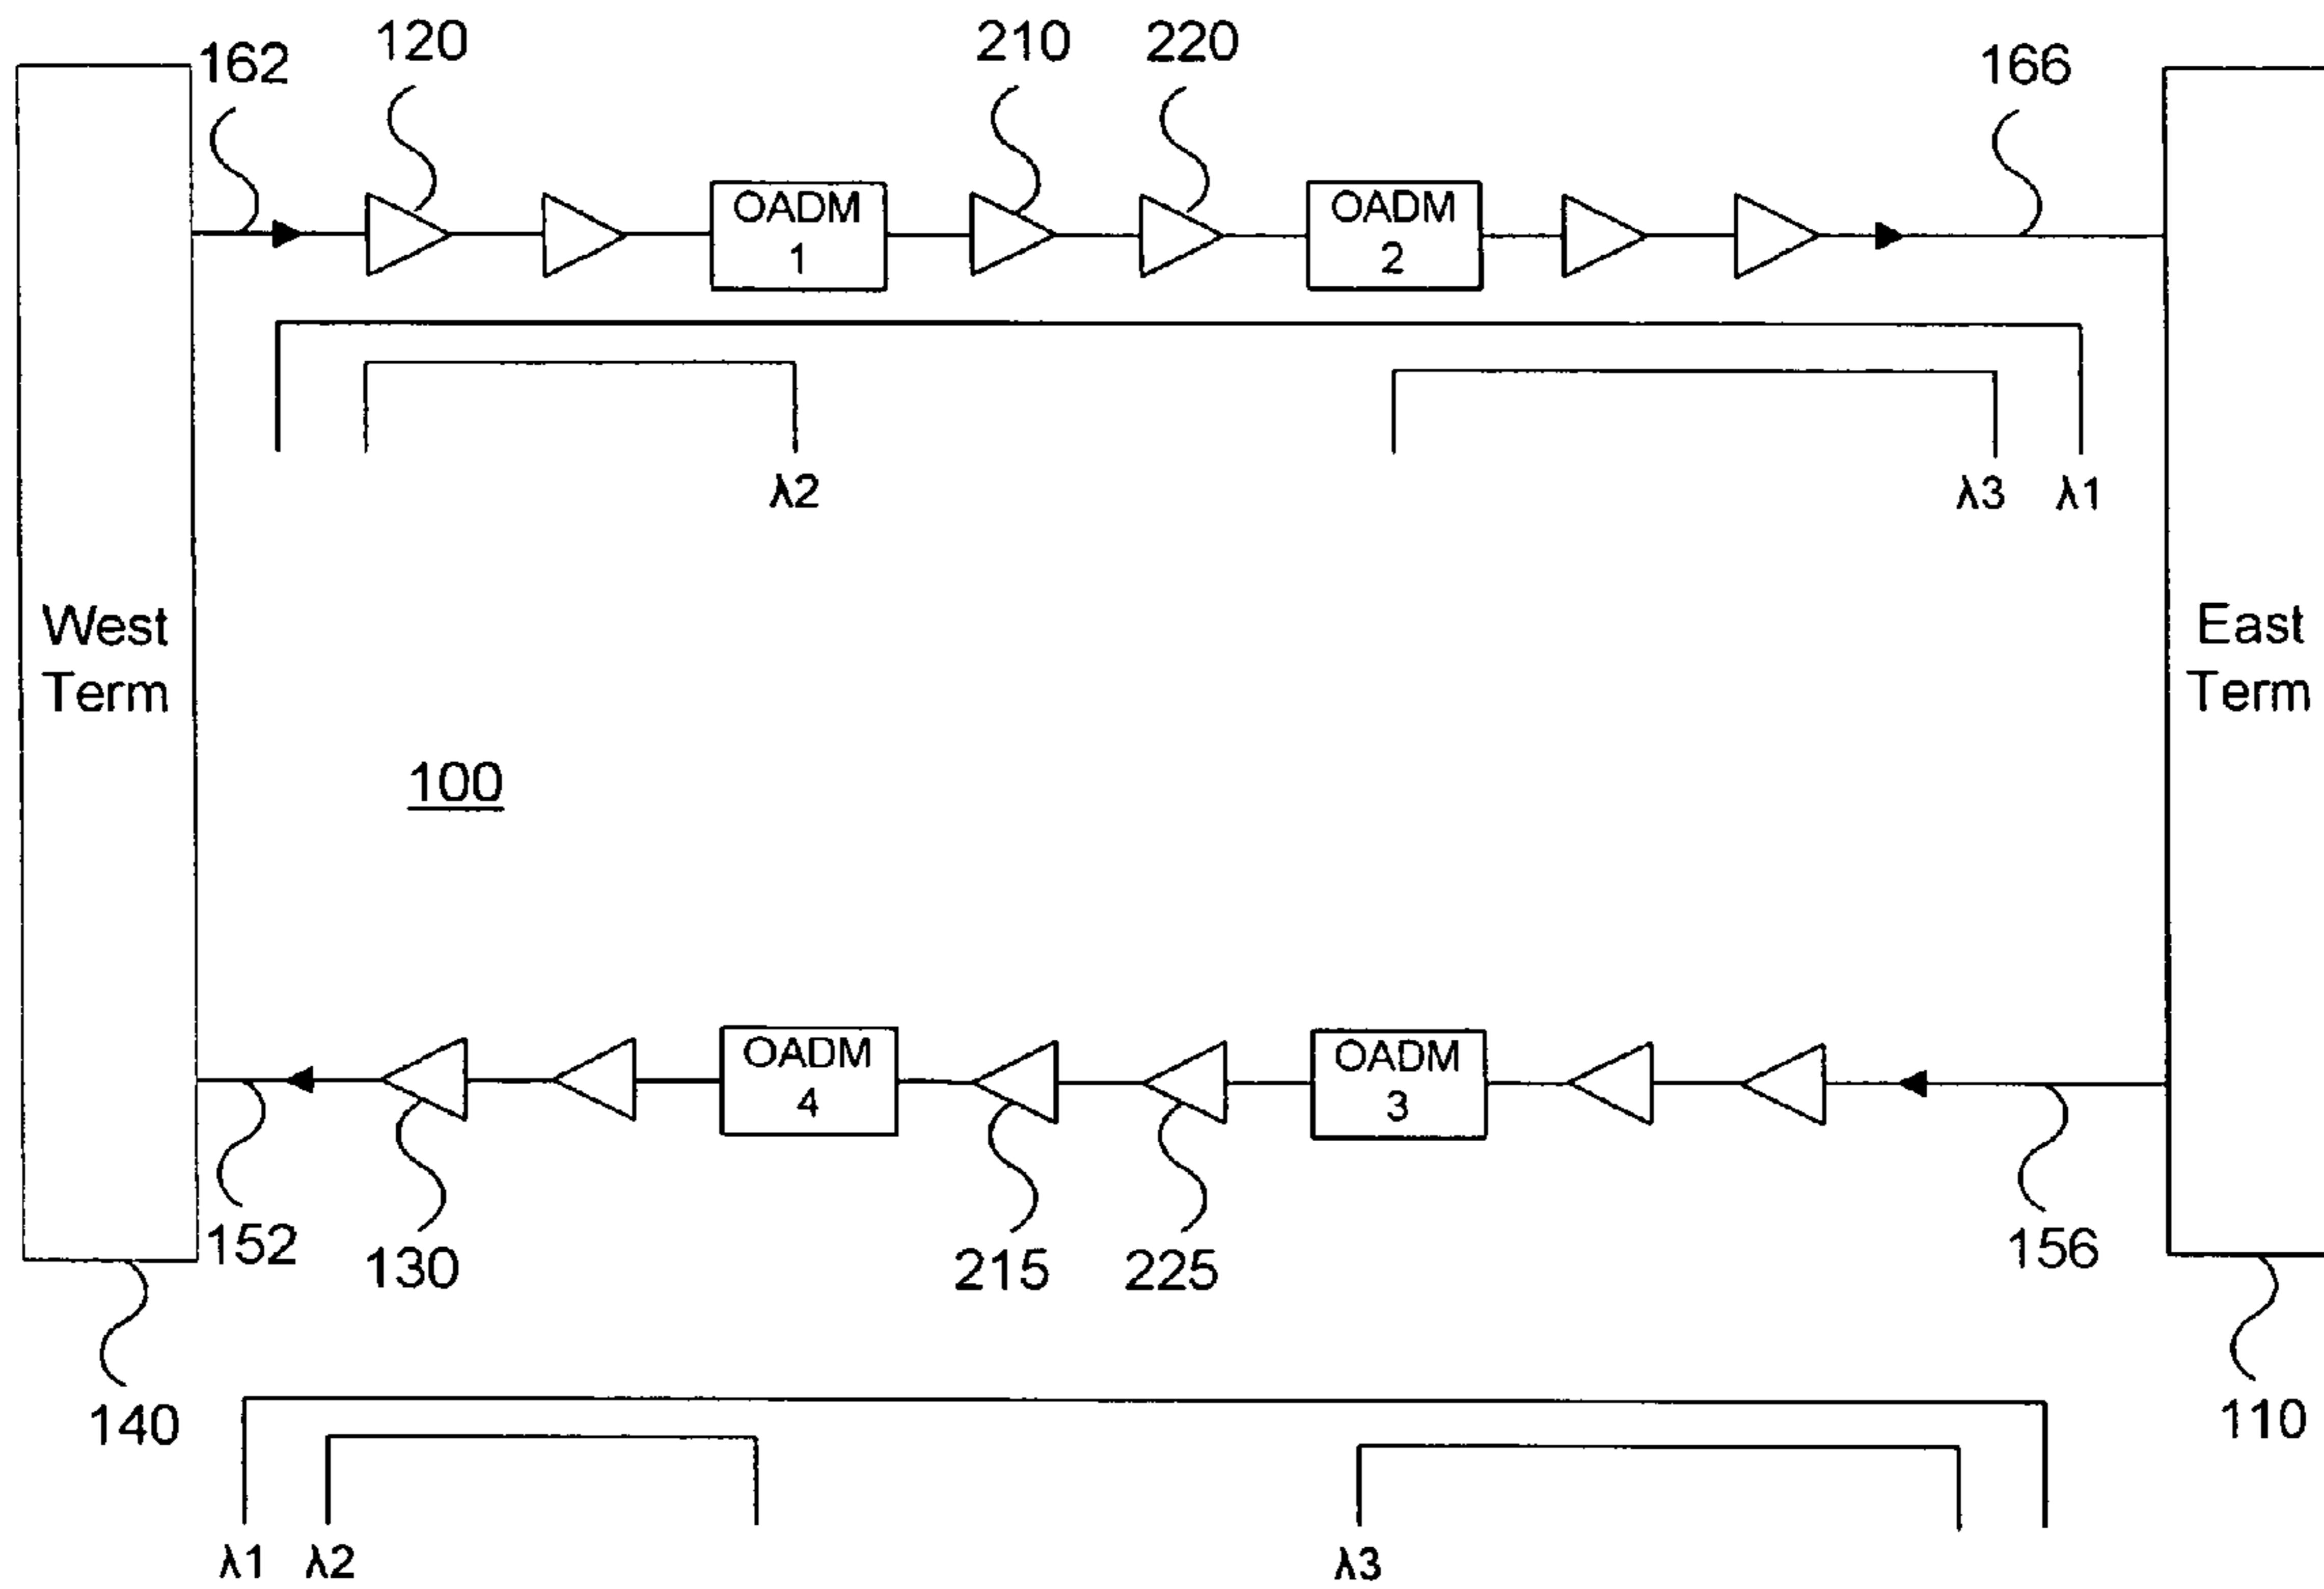 162
120
210
220
166
OADM
1
OADM
2
λ2
λ3
λ1
West
Term
East
Term
100
OADM
4
OADM
3
152
130
215
225
156
140
110
λ1
λ2
λ3